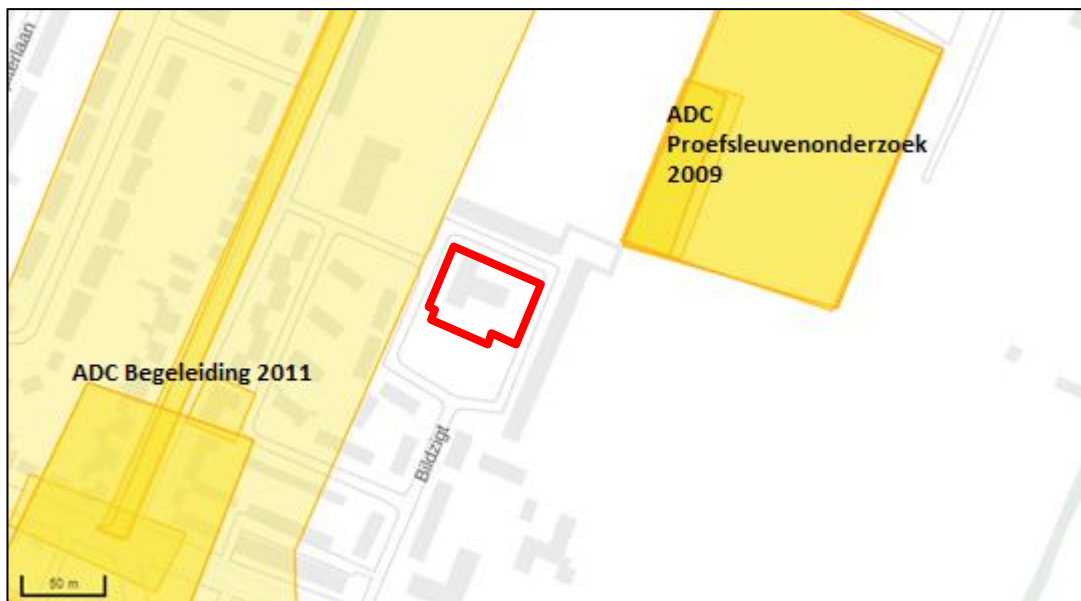 ADC
Proefsleuvenonderzoek
2009
ADC Begeleiding 2011
Bildzigt
50 m